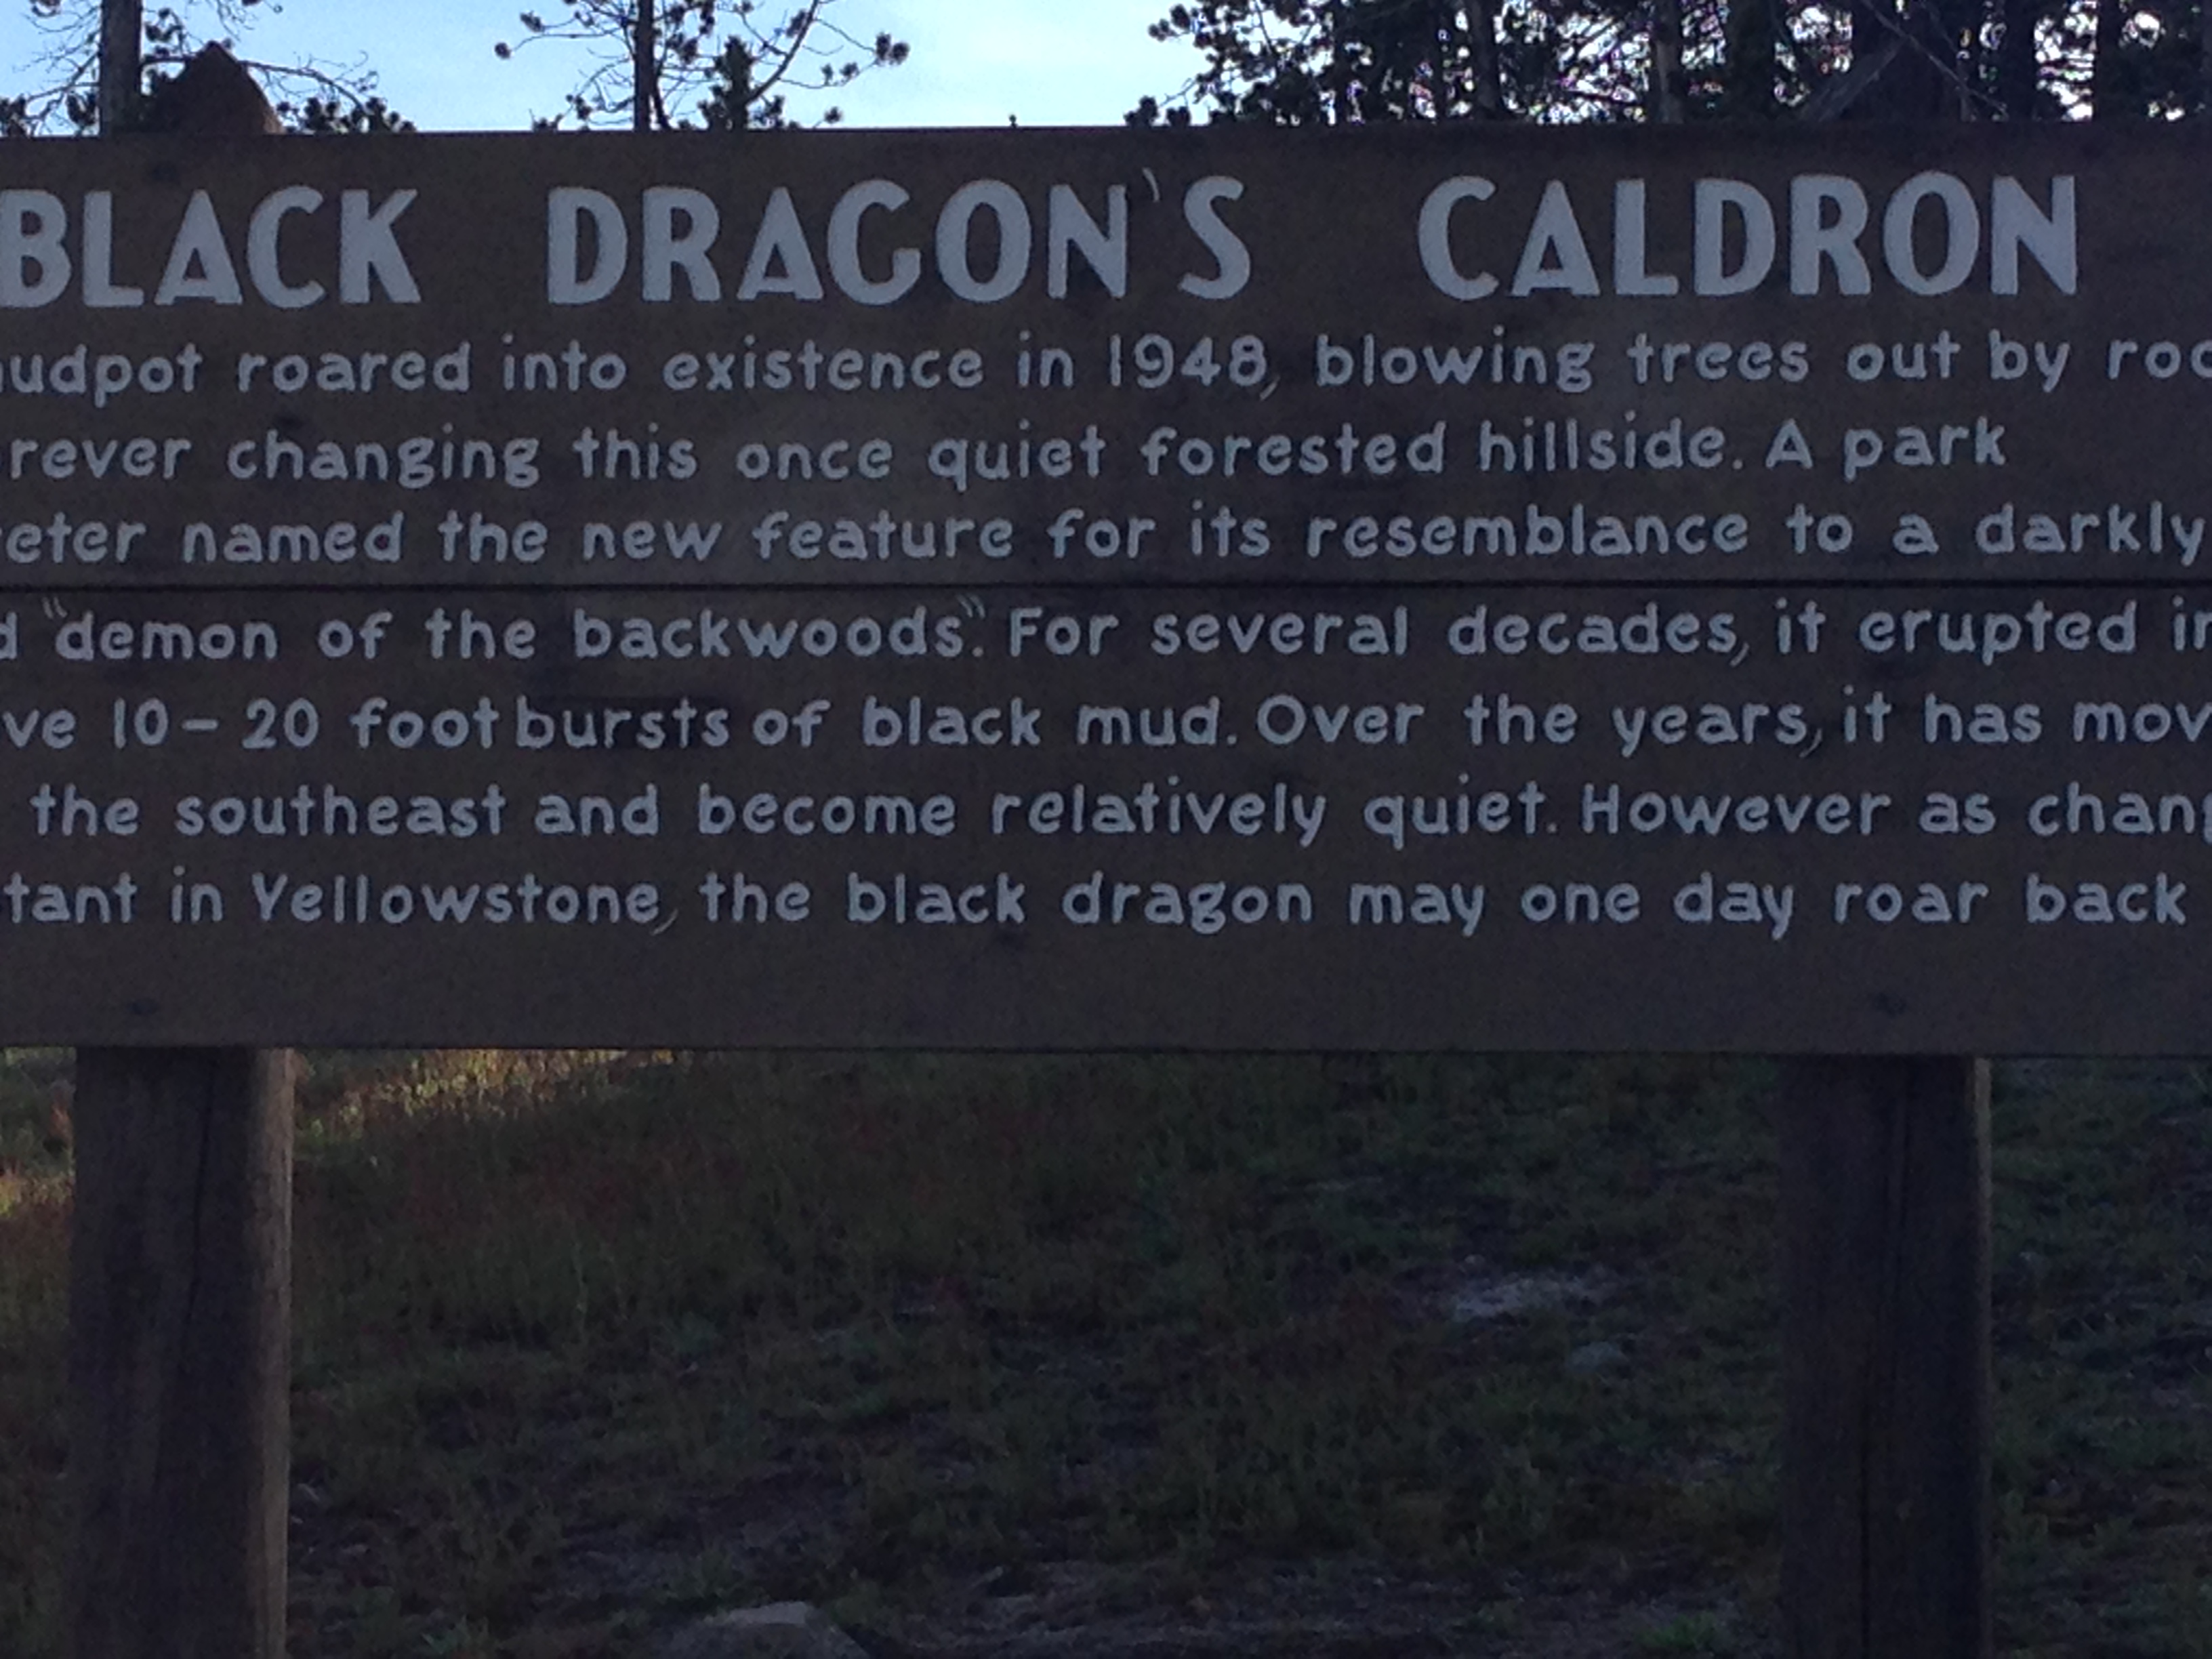 BLACK DRAGON'S CALDRON
udpot roared into existence in 1948, blowing trees out by roo
rever changing this once quiet forested hillside. A park
reter named the new feature for its resemblance to a darkly
d "demon of the backwoods". For several decades, it erupted in
ve 10-20 foot bursts of black mud. Over the years, it has mov
the southeast and become relatively quiet. However as chang
tant in Yellowstone, the black dragon may one day roar back